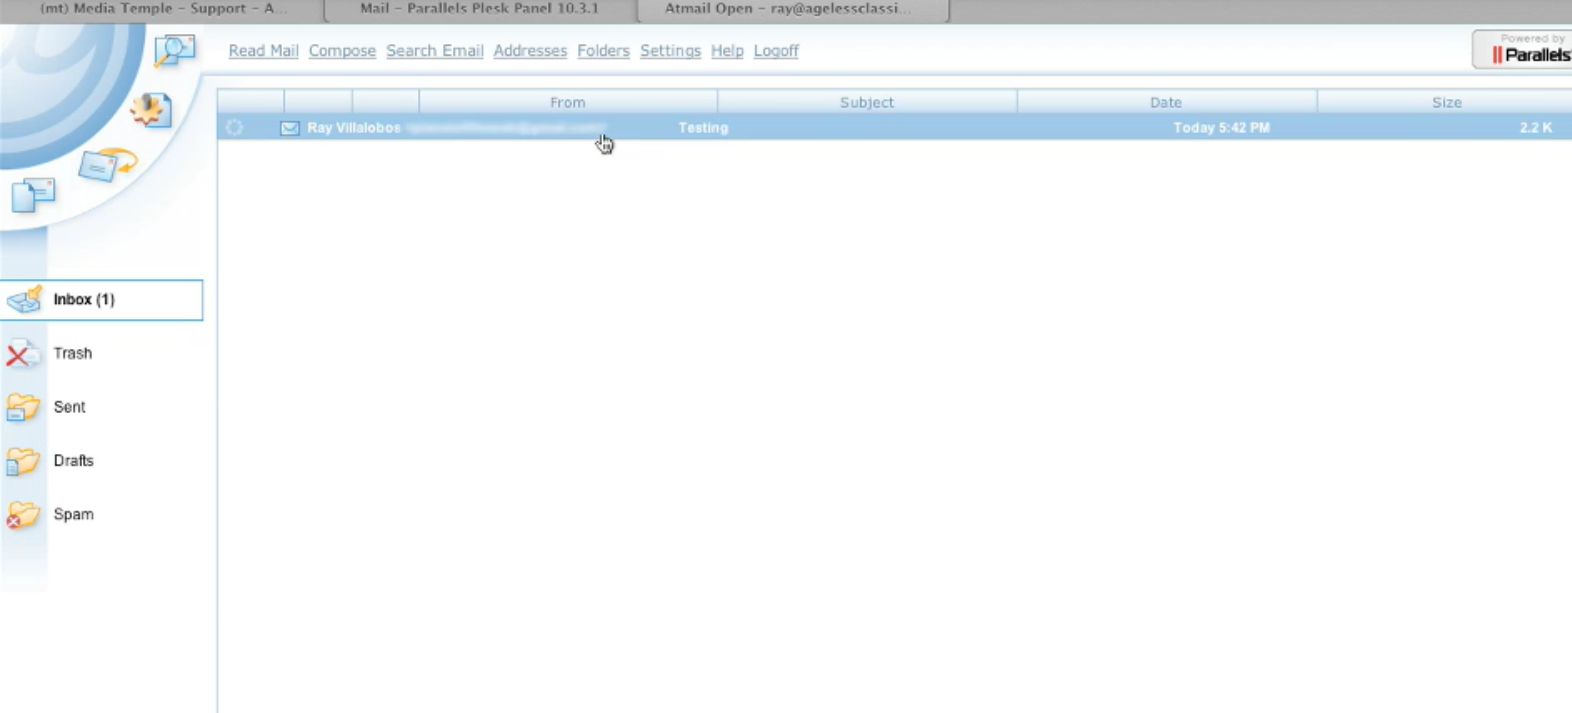 (mt) Media Temple – Support – A...
Mail – Parallels Plesk Panel 10.3.1
Atmail Open – ray@agelessclassi...
Read Mail Compose Search Email Addresses Folders Settings Help Logoff
Powered by
Parallels
From Subject Date Size
Ray Villalobos Testing Today 5:42 PM 2.2 K
Inbox (1)
Trash
Sent
Drafts
Spam